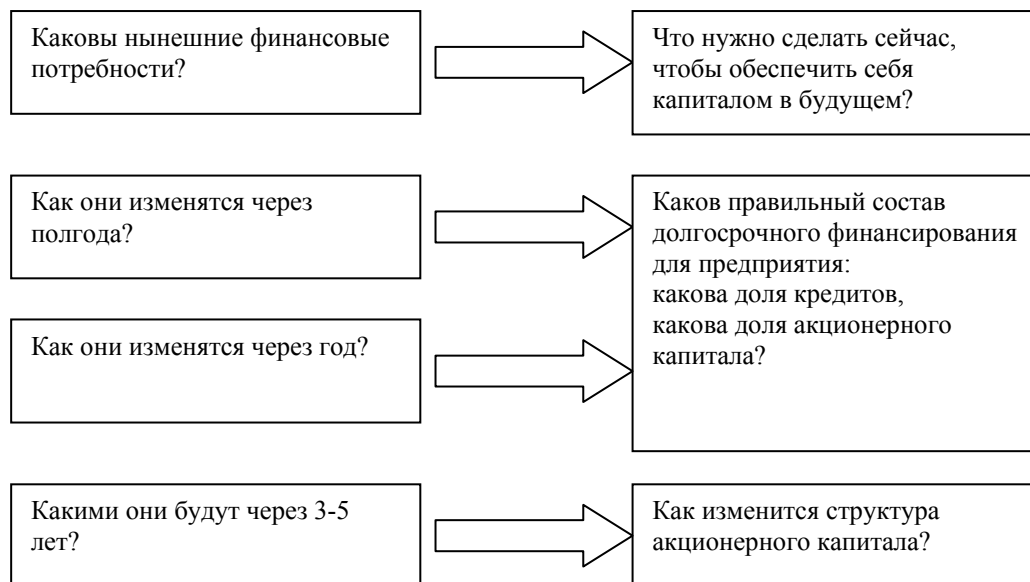 Каковы нынешние финансовые
потребности?
Что нужно сделать сейчас,
чтобы обеспечить себя
капиталом в будущем?
Как они изменятся через
полгода?
Каков правильный состав
долгосрочного финансирования
для предприятия:
какова доля кредитов,
какова доля акционерного
капитала?
Как они изменятся через год?
Какими они будут через 3-5
лет?
Как изменится структура
акционерного капитала?